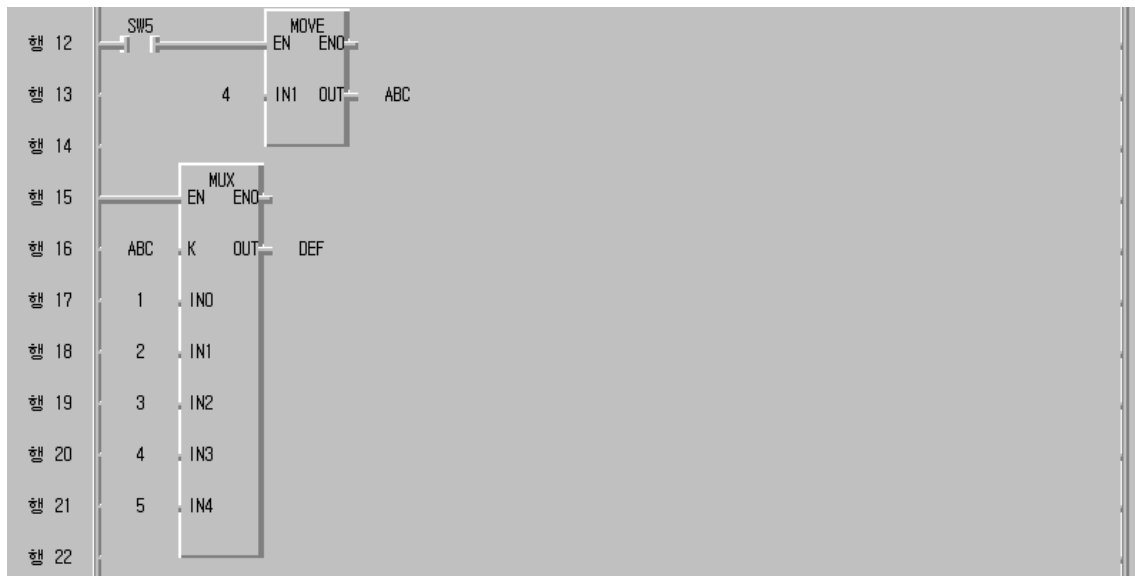 SW5 MOVE
행 12 EN ENO
행 13 4 IN1 OUT ABC
행 14
MUX
행 15 EN ENO
행 16 ABC K OUT DEF
행 17 1 IN0
행 18 2 IN1
행 19 3 IN2
행 20 4 IN3
행 21 5 IN4
행 22